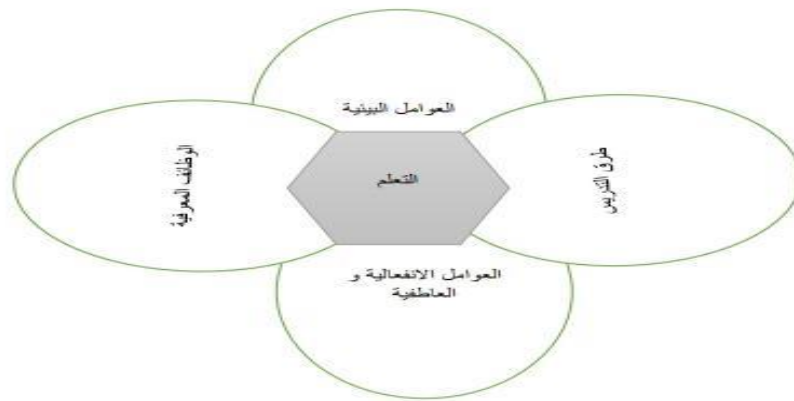 العوامل البيئية
طرق التدريس
التعلم
الوظائف المعرفية
العوامل الانفعالية و
العاطفية